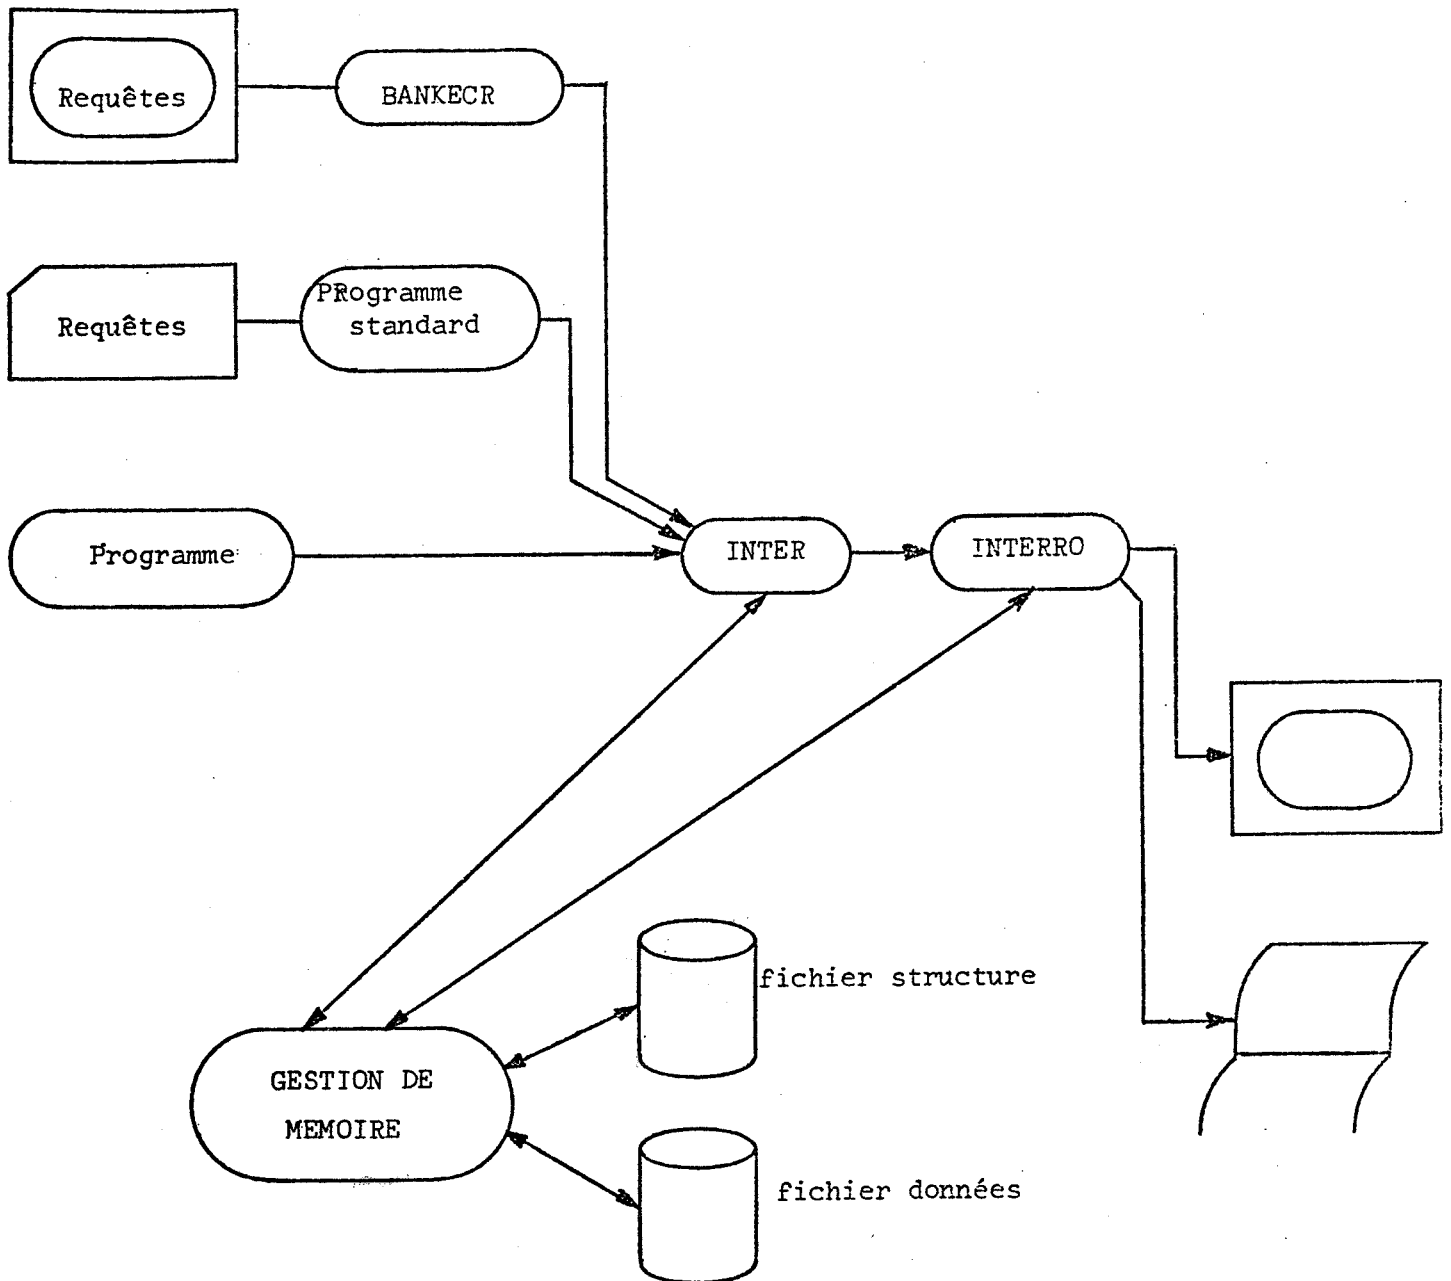 Requêtes
BANKECR
Requêtes
PRogramme
standard
Programme
INTER
INTERRO
fichier structure
GESTION DE
MEMOIRE
fichier données